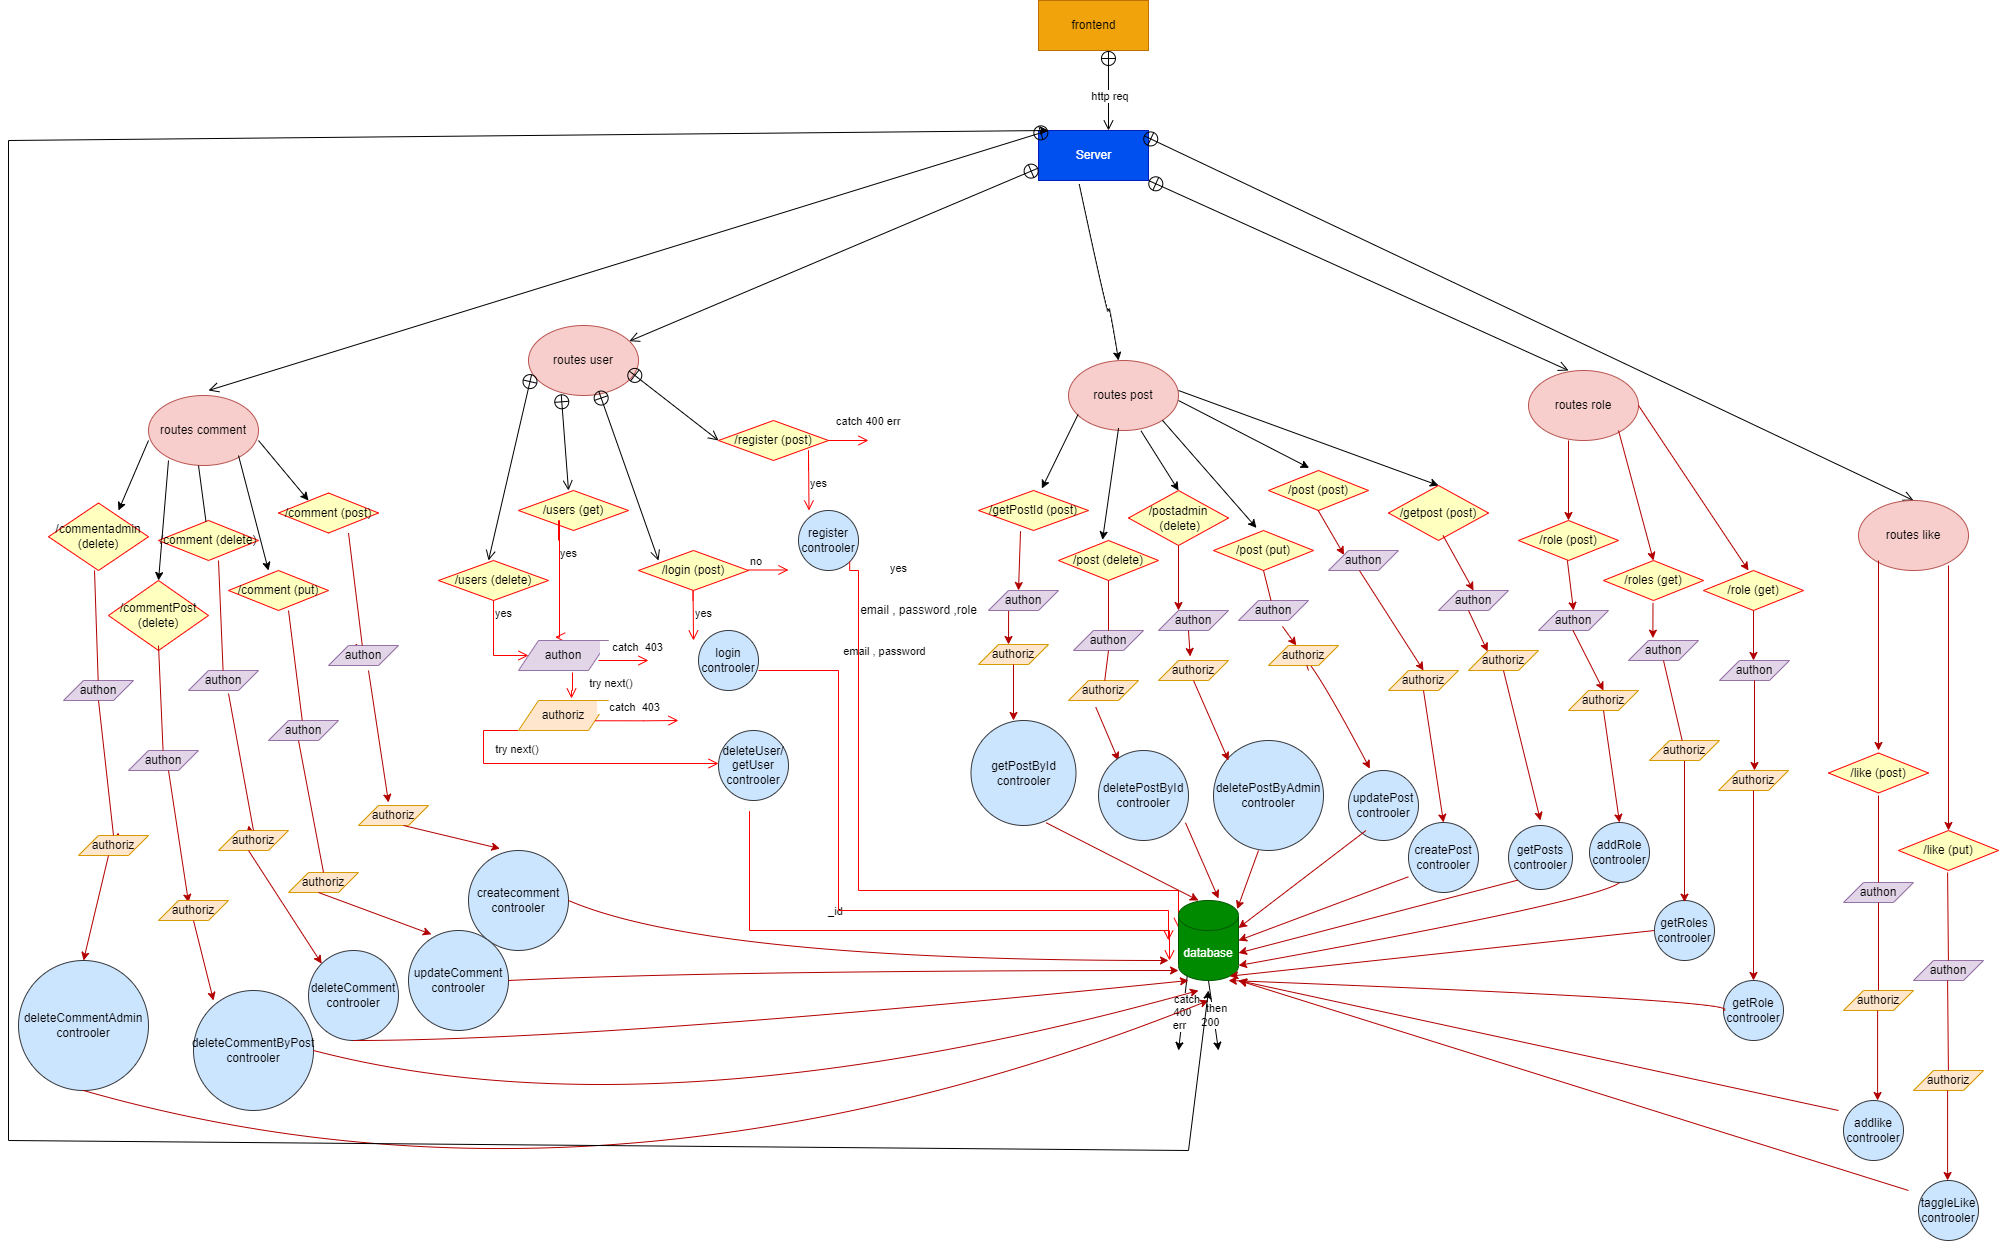 frontend
http req
Server
routes user
routes post
routes role
routes comment
routes like
/register (post)
catch 400 err
yes
/users (get)
yes
/users (delete)
yes
/login (post)
no
yes
register
controoler
yes
email , password ,role
login
controoler
email , password
authon
catch 403
try next()
authoriz
catch 403
try next()
deleteUser/
getUser
controoler
_id
/commentadmin
(delete)
/commentPost
(delete)
/comment (delete)
/comment (put)
/comment (post)
authon
authon
authon
authon
authon
authoriz
authoriz
authoriz
authoriz
authoriz
createcomment
controoler
updateComment
controoler
deleteComment
controoler
deleteCommentByPost
controoler
deleteCommentAdmin
controoler
/getPostId (post)
/post (delete)
/postadmin
(delete)
/post (put)
/post (post)
/getpost (post)
authon
authon
authon
authon
authon
authon
authoriz
authoriz
authoriz
authoriz
authoriz
authoriz
getPostById
controoler
deletePostById
controoler
deletePostByAdmin
controoler
updatePost
controoler
createPost
controoler
getPosts
controoler
/role (post)
/roles (get)
/role (get)
authon
authon
authon
authoriz
authoriz
authoriz
addRole
controoler
getRoles
controoler
getRole
controoler
/like (post)
/like (put)
authon
authon
authoriz
authoriz
addlike
controoler
taggleLike
controoler
database
catch
400
err
then
200